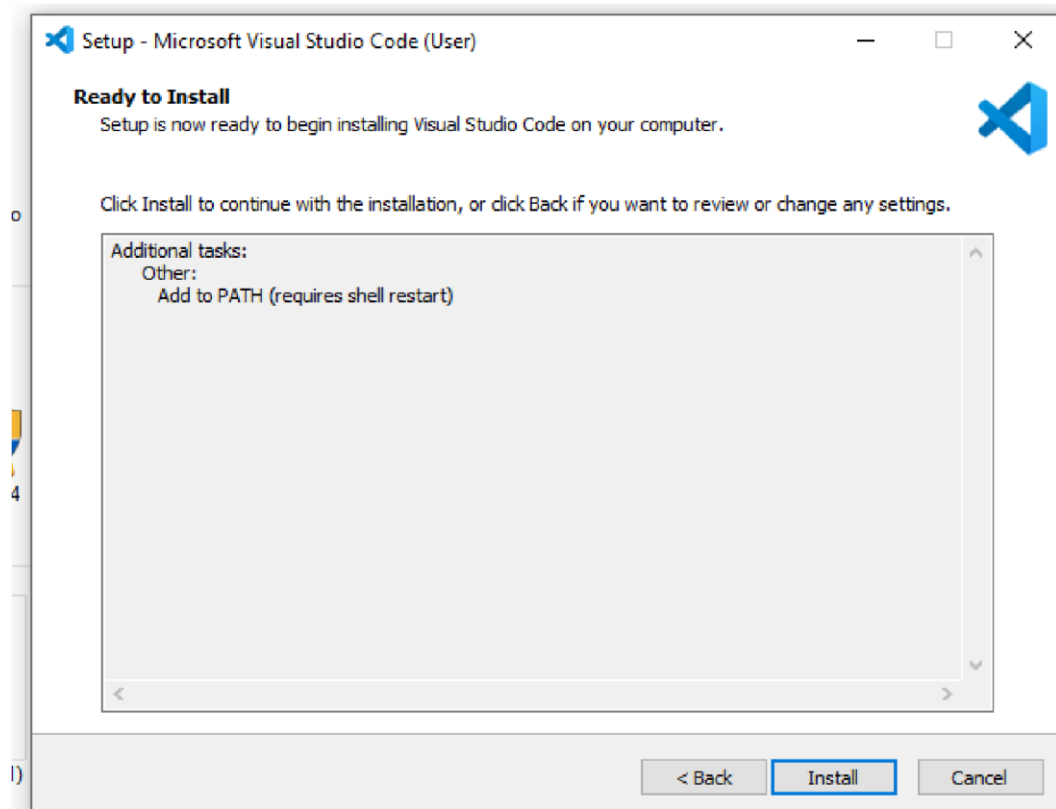 Setup - Microsoft Visual Studio Code (User)
Ready to Install
Setup is now ready to begin installing Visual Studio Code on your computer.
o
Click Install to continue with the installation, or click Back if you want to review or change any settings.
Additional tasks:
Other:
Add to PATH (requires shell restart)
4
)
< Back Install Cancel